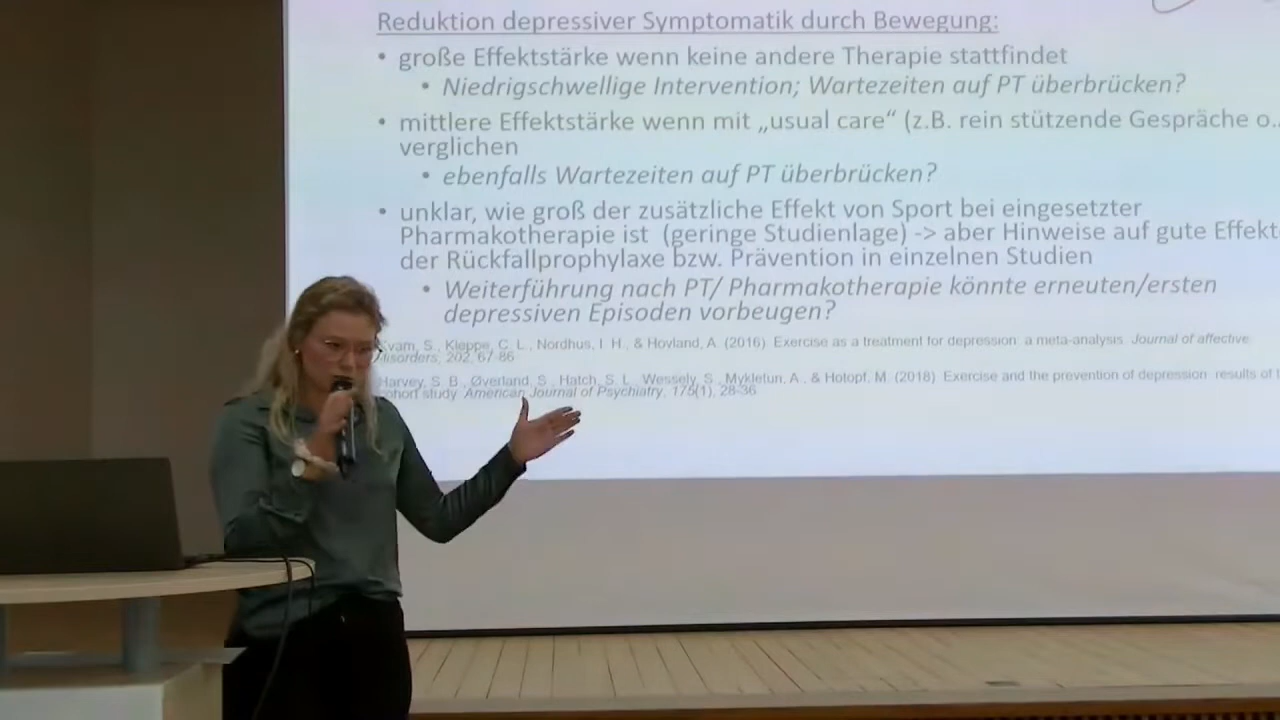 Reduktion depressiver Symptomatik durch Bewegung:
• große Effektstärke wenn keine andere Therapie stattfindet
• Niedrigschwellige Intervention; Wartezeiten auf PT überbrücken?
• mittlere Effektstärke wenn mit „usual care“ (z.B. rein stützende Gespräche o.
verglichen
• ebenfalls Wartezeiten auf PT überbrücken?
• unklar, wie groß der zusätzliche Effekt von Sport bei eingesetzter
Pharmakotherapie ist (geringe Studienlage) -> aber Hinweise auf gute Effekt
der Rückfallprophylaxe bzw. Prävention in einzelnen Studien
• Weiterführung nach PT/ Pharmakotherapie könnte erneuten/ersten
depressiven Episoden vorbeugen?
vam, S., Kleppe, C. L., Nordhus, I. H., & Hovland, A. (2016). Exercise as a treatment for depression: a meta-analysis. Journal of affective
disorders, 202, 67-86.
Harvey, S. B., Øverland, S., Hatch, S. L., Wessely, S., Mykletun, A., & Hotopf, M. (2018). Exercise and the prevention of depression: results of t
cohort study. American Journal of Psychiatry, 175(1), 28-36.